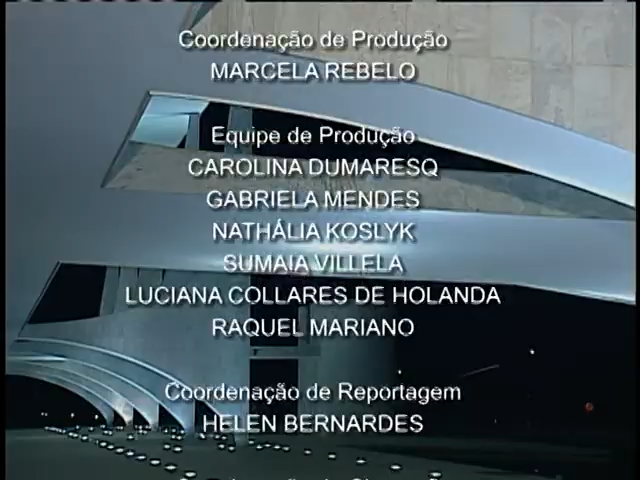 Coordenação de Produção
MARCELA REBELO
Equipe de Produção
CAROLINA DUMARESQ
GABRIELA MENDES
NATHÁLIA KOSLYK
SUMAIA VILLELA
LUCIANA COLLARES DE HOLANDA
RAQUEL MARIANO
Coordenação de Reportagem
HELEN BERNARDES